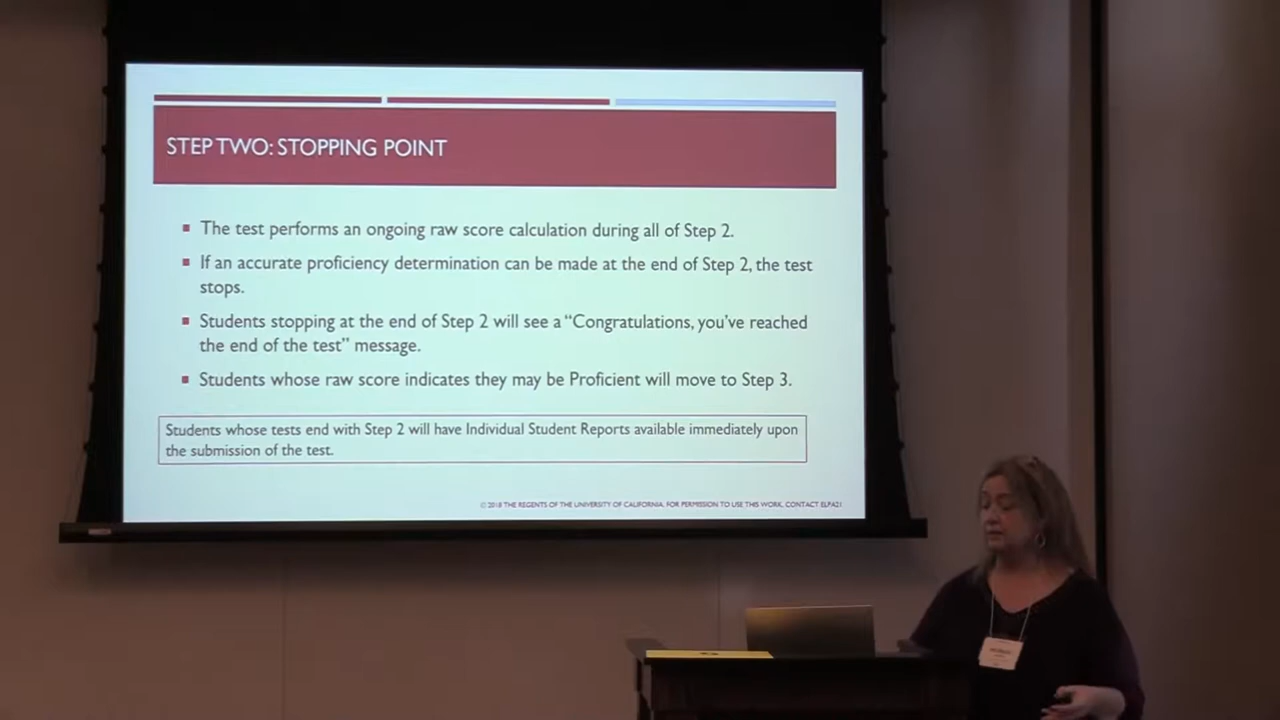 STEP TWO: STOPPING POINT
The test performs an ongoing raw score calculation during all of Step 2.
If an accurate proficiency determination can be made at the end of Step 2, the test
stops.
Students stopping at the end of Step 2 will see a “Congratulations, you’ve reached
the end of the test” message.
Students whose raw score indicates they may be Proficient will move to Step 3.
Students whose tests end with Step 2 will have Individual Student Reports available immediately upon
the submission of the test.
© 2018 THE REGENTS OF THE UNIVERSITY OF CALIFORNIA. FOR PERMISSION TO USE THIS WORK, CONTACT ELPA21